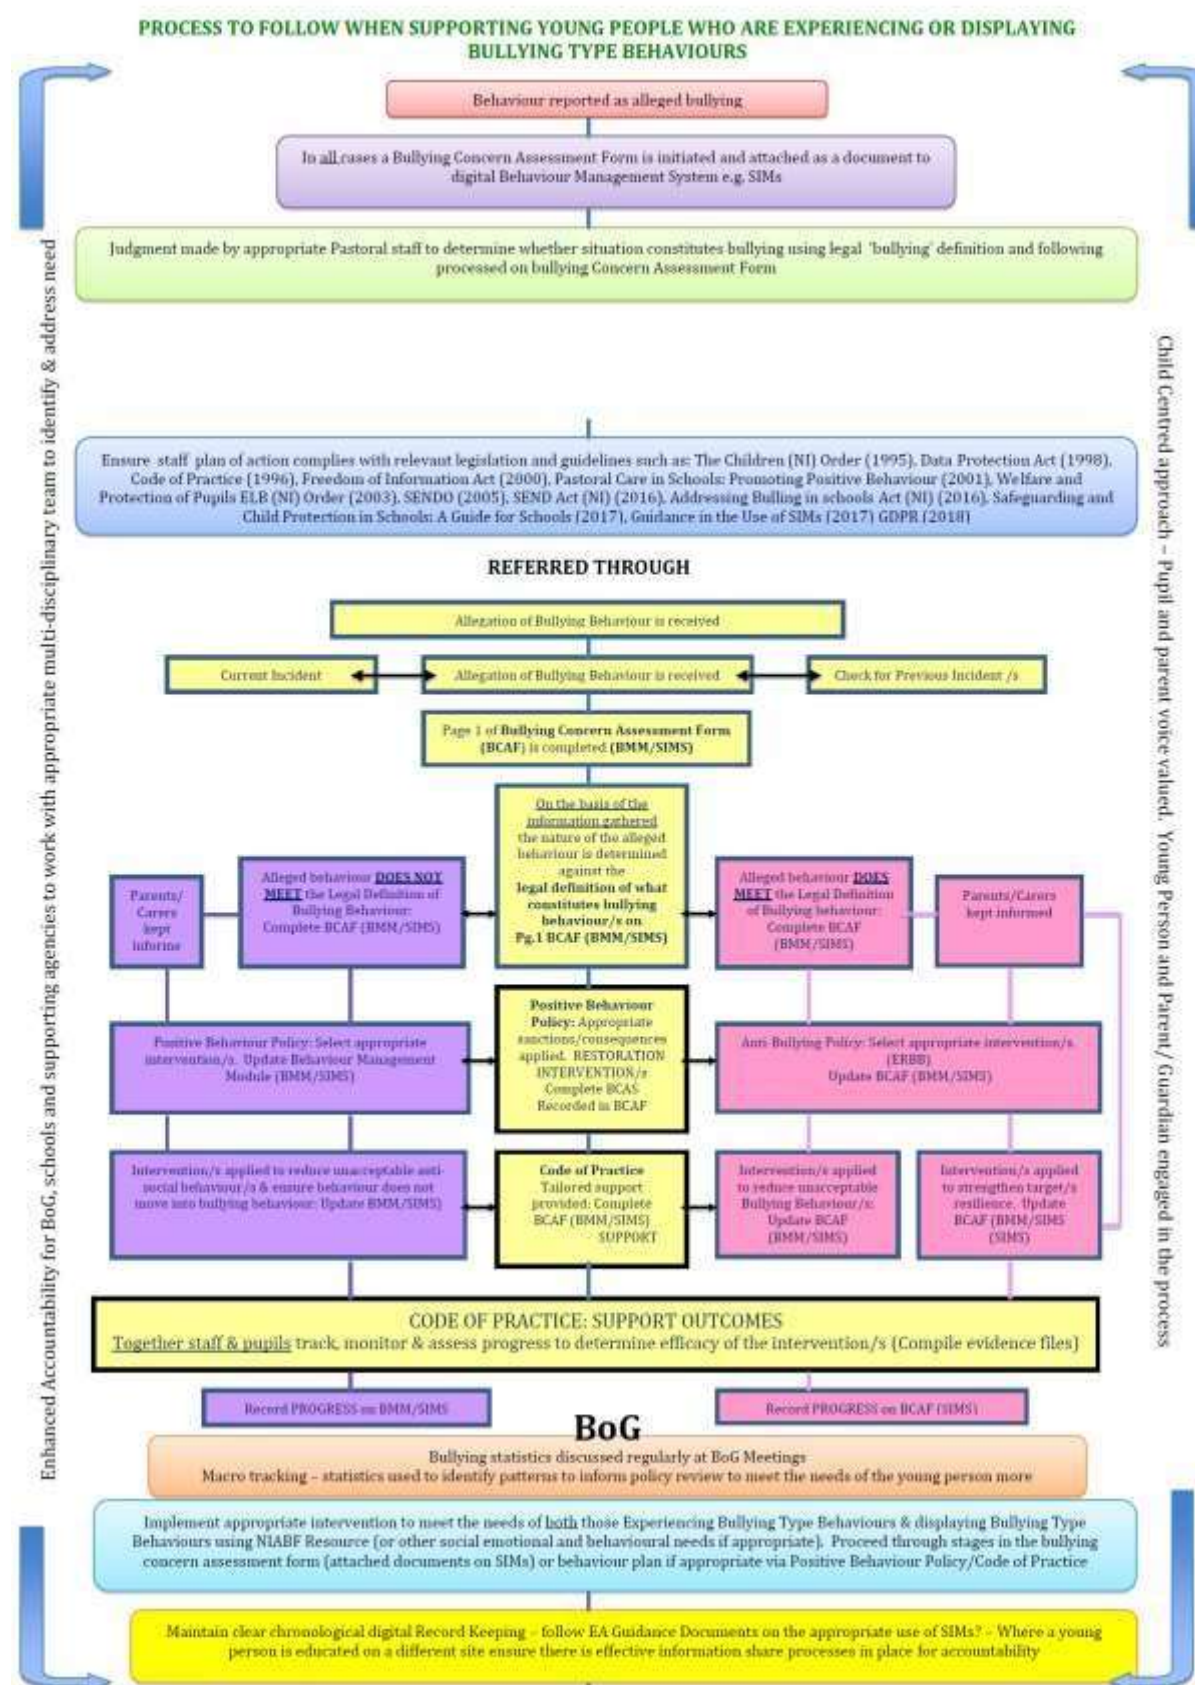 PROCESS TO FOLLOW WHEN SUPPORTING YOUNG PEOPLE WHO ARE EXPERIENCING OR DISPLAYING
BULLYING TYPE BEHAVIOURS
Behaviour reported as alleged bullying
In all cases a Bullying Concern Assessment Form is initiated and attached as a document to
digital Behaviour Management System e.g. SIMs
Judgment made by appropriate Pastoral staff to determine whether situation constitutes bullying using legal 'bullying' definition and following
processed on bullying Concern Assessment Form
Enhanced Accountability for BoG, schools and supporting agencies to work with appropriate multi-disciplinary team to identify & address need
Child Centred approach – Pupil and parent voice valued. Young Person and Parent/ Guardian engaged in the process
Ensure staff plan of action complies with relevant legislation and guidelines such as: The Children (NI) Order (1995), Data Protection Act (1998),
Code of Practice (1996), Freedom of Information Act (2000), Pastoral Care in Schools: Promoting Positive Behaviour (2001), Welfare and
Protection of Pupils ELB (NI) Order (2003), SENDO (2005), SEND Act (NI) (2016), Addressing Bulling in schools Act (NI) (2016), Safeguarding and
Child Protection in Schools: A Guide for Schools (2017), Guidance in the Use of SIMs (2017) GDPR (2018)
REFERRED THROUGH
Allegation of Bullying Behaviour is received
Current Incident
Allegation of Bullying Behaviour is received
Check for Previous Incident /s
Page 1 of Bullying Concern Assessment Form
(BCAF) is completed (BMM/SIMS)
On the basis of the
information gathered
the nature of the alleged
behaviour is determined
against the
legal definition of what
constitutes bullying
behaviour/s on
Pg.1 BCAF (BMM/SIMS)
Parents/
Carers
kept
informe
Alleged behaviour DOES NOT
MEET the Legal Definition of
Bullying Behaviour:
Complete BCAF (BMM/SIMS)
Alleged behaviour DOES
MEET the Legal Definition
of Bullying behaviour:
Complete BCAF
(BMM/SIMS)
Parents/Carers
kept informed
Positive Behaviour Policy: Select appropriate
intervention/s. Update Behaviour Management
Module (BMM/SIMS)
Positive Behaviour
Policy: Appropriate
sanctions/consequences
applied. RESTORATION
INTERVENTION/s
Complete BCAS
Recorded in BCAF
Anti-Bullying Policy: Select appropriate intervention/s.
(ERBB)
Update BCAF (BMM/SIMS)
Intervention/s applied to reduce unacceptable anti-
social behaviour/s & ensure behaviour does not
move into bullying behaviour: Update BMM/SIMS)
Code of Practice
Tailored support
provided: Complete
BCAF (BMM/SIMS)
SUPPORT
Intervention/s applied
to reduce unacceptable
Bullying Behaviour/s:
Update BCAF
(BMM/SIMS)
Intervention/s applied
to strengthen target/s
resilience. Update
BCAF (BMM/SIMS
(SIMS)
CODE OF PRACTICE: SUPPORT OUTCOMES
Together staff & pupils track, monitor & assess progress to determine efficacy of the intervention/s (Compile evidence files)
Record PROGRESS on BMM/SIMS
Record PROGRESS on BCAF (SIMS)
BoG
Bullying statistics discussed regularly at BoG Meetings
Macro tracking – statistics used to identify patterns to inform policy review to meet the needs of the young person more
Implement appropriate intervention to meet the needs of both those Experiencing Bullying Type Behaviours & displaying Bullying Type
Behaviours using NIABF Resource (or other social emotional and behavioural needs if appropriate). Proceed through stages in the bullying
concern assessment form (attached documents on SIMs) or behaviour plan if appropriate via Positive Behaviour Policy/Code of Practice
Maintain clear chronological digital Record Keeping – follow EA Guidance Documents on the appropriate use of SIMs? – Where a young
person is educated on a different site ensure there is effective information share processes in place for accountability